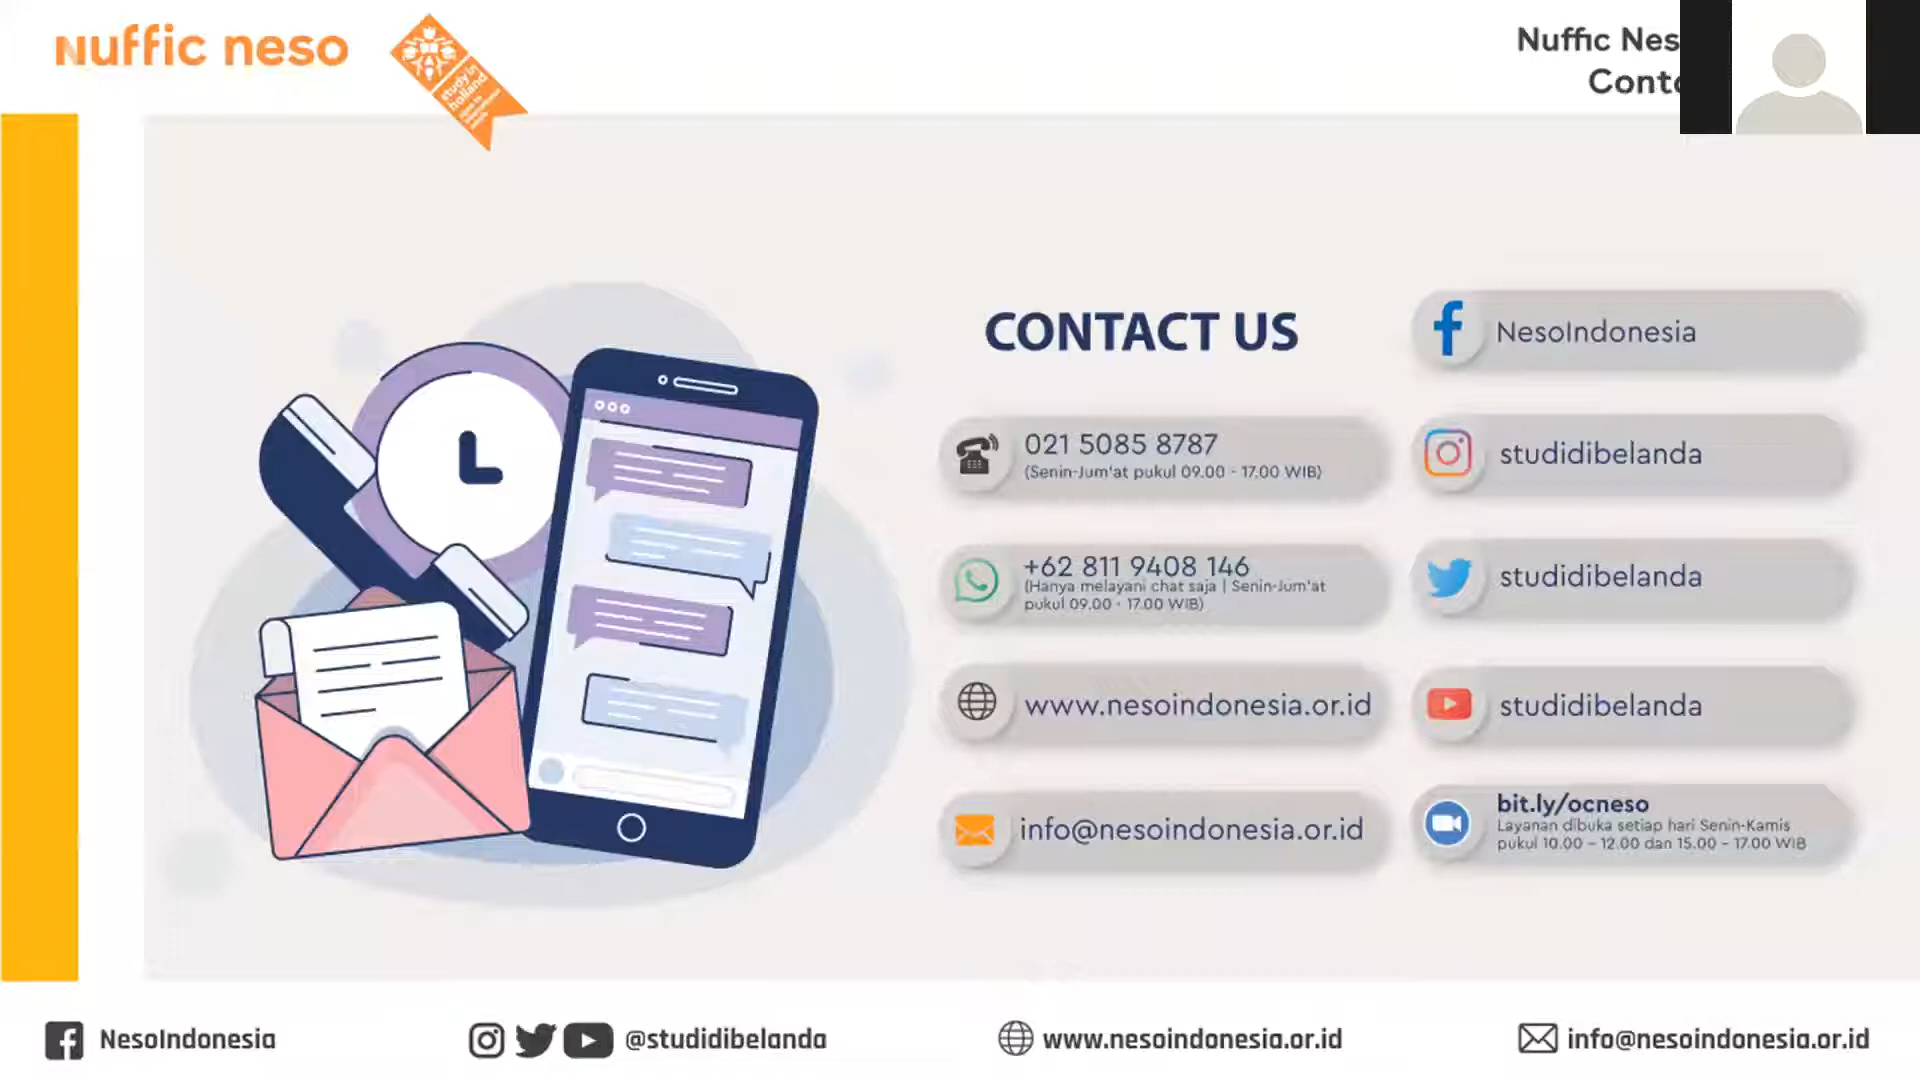 Nuffic neso
study in
holland
Nuffic Nes
Conta
CONTACT US
021 5085 8787
(Senin-Jum'at pukul 09.00 - 17.00 WIB)
+62 811 9408 146
(Hanya melayani chat saja | Senin-Jum'at
pukul 09.00 - 17.00 WIB)
www.nesoindonesia.or.id
info@nesoindonesia.or.id
NesoIndonesia
studidibelanda
studidibelanda
studidibelanda
bit.ly/ocneso
Layanan dibuka setiap hari Senin-Kamis
pukul 10.00 – 12.00 dan 15.00 – 17.00 WIB
NesoIndonesia
@studidibelanda
www.nesoindonesia.or.id
info@nesoindonesia.or.id